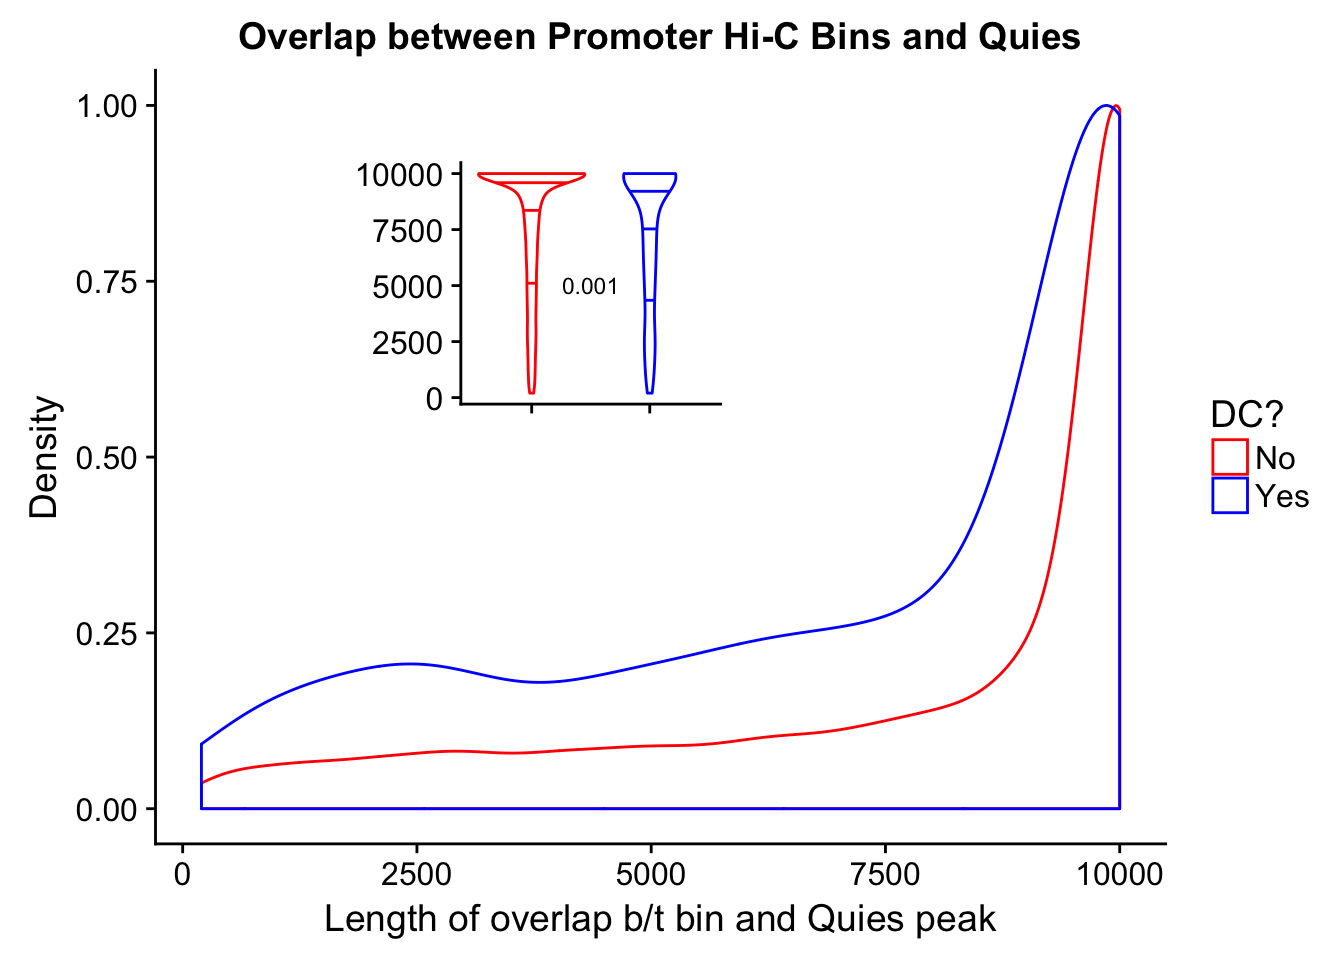 Overlap between Promoter Hi-C Bins and Quies
1.00
0.75
0.50
0.25
0.00
Density
10000
7500
5000
2500
0
0.001
DC?
No
Yes
0 2500 5000 7500 10000
Length of overlap b/t bin and Quies peak